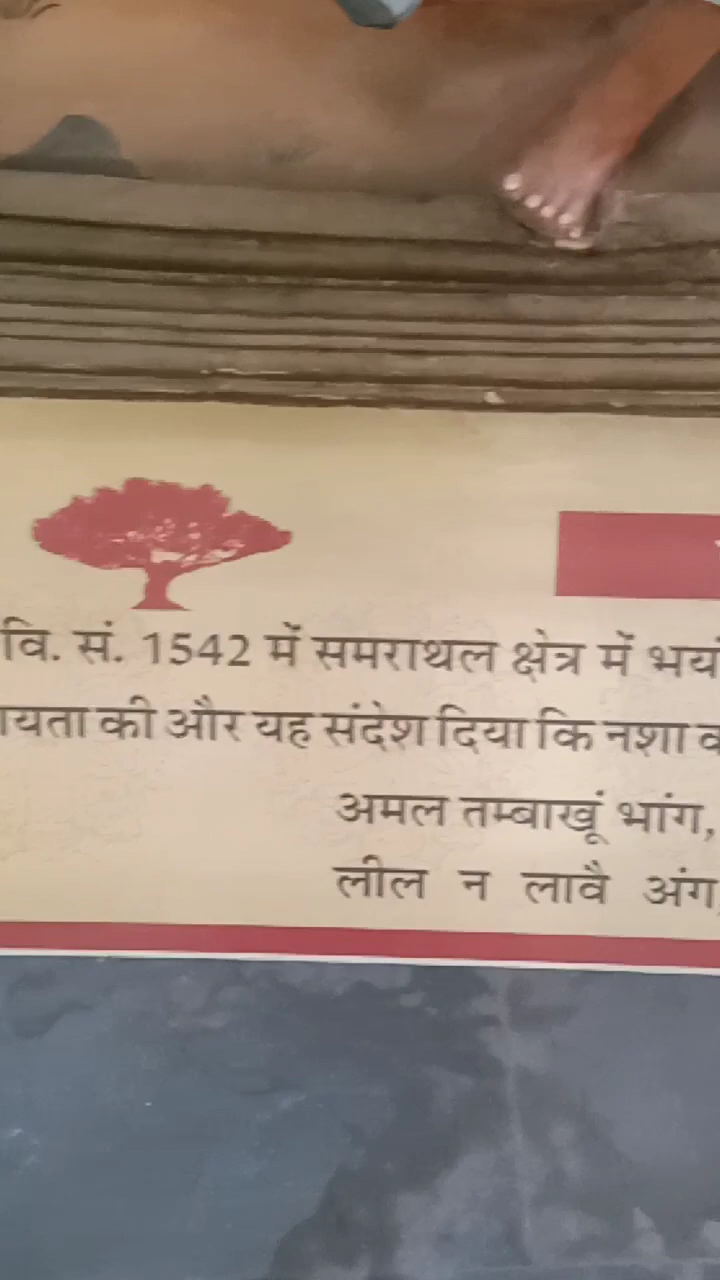 वि. सं. 1542 में समराथल क्षेत्र में भयं
ायता की और यह संदेश दिया कि नशा
अमल तम्बाखूं भांग,
लील न लावै अंग,